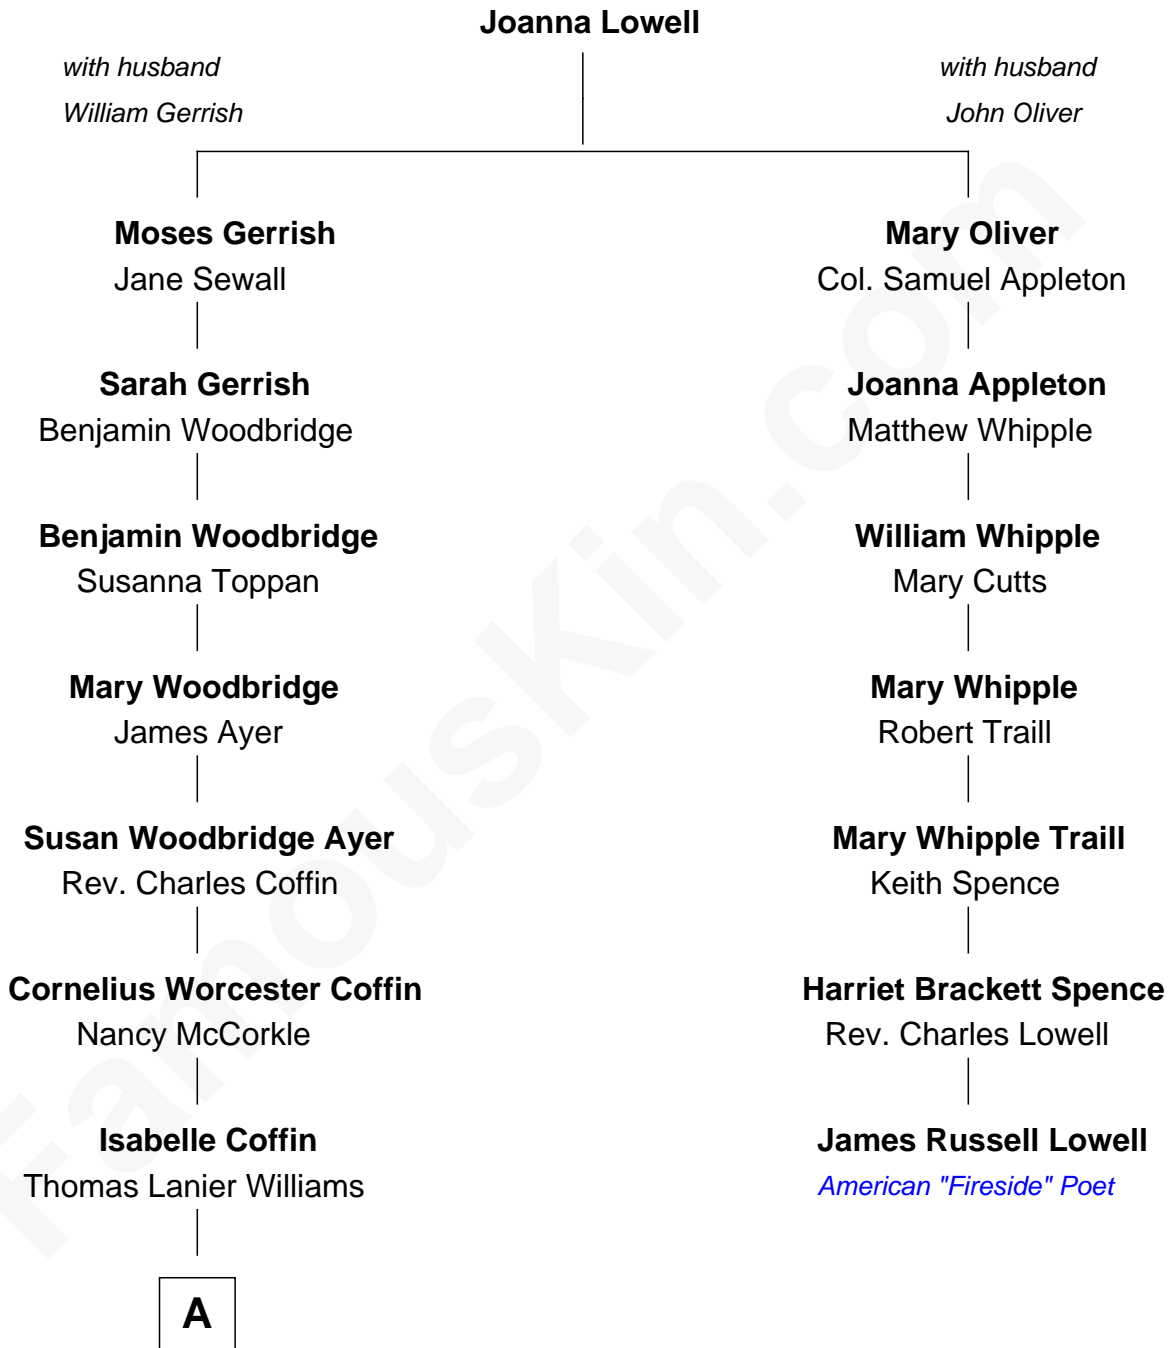 Joanna Lowell
with husband
William Gerrish
with husband
John Oliver
Moses Gerrish
Jane Sewall
Mary Oliver
Col. Samuel Appleton
Sarah Gerrish
Benjamin Woodbridge
Joanna Appleton
Matthew Whipple
Benjamin Woodbridge
Susanna Toppan
William Whipple
Mary Cutts
Mary Woodbridge
James Ayer
Mary Whipple
Robert Traill
Susan Woodbridge Ayer
Rev. Charles Coffin
Mary Whipple Traill
Keith Spence
Cornelius Worcester Coffin
Nancy McCorkle
Harriet Brackett Spence
Rev. Charles Lowell
Isabelle Coffin
Thomas Lanier Williams
James Russell Lowell
American "Fireside" Poet
A
FamousKin.com